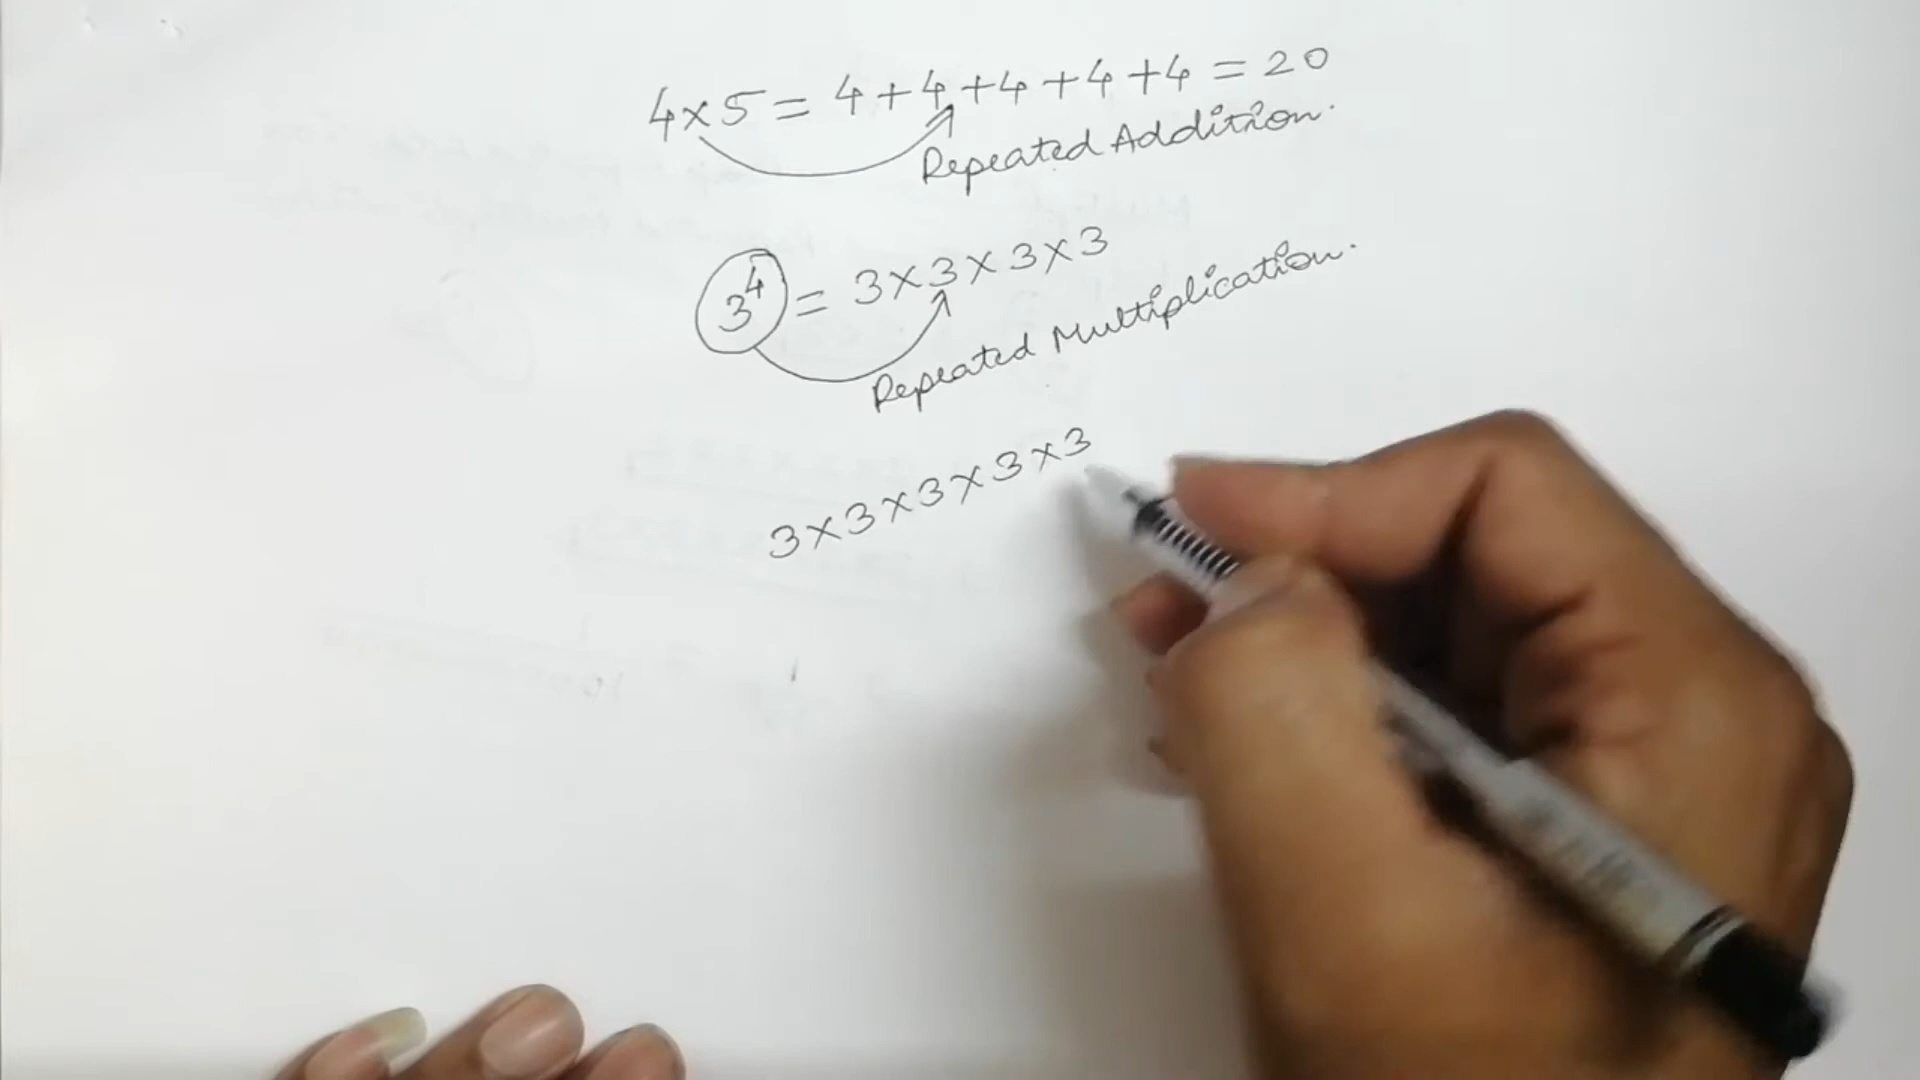 4×5 = 4+4+4+4+4 = 20
Repeated Addition.
3⁴ = 3×3×3×3
Repeated Multiplication.
3×3×3×3×3